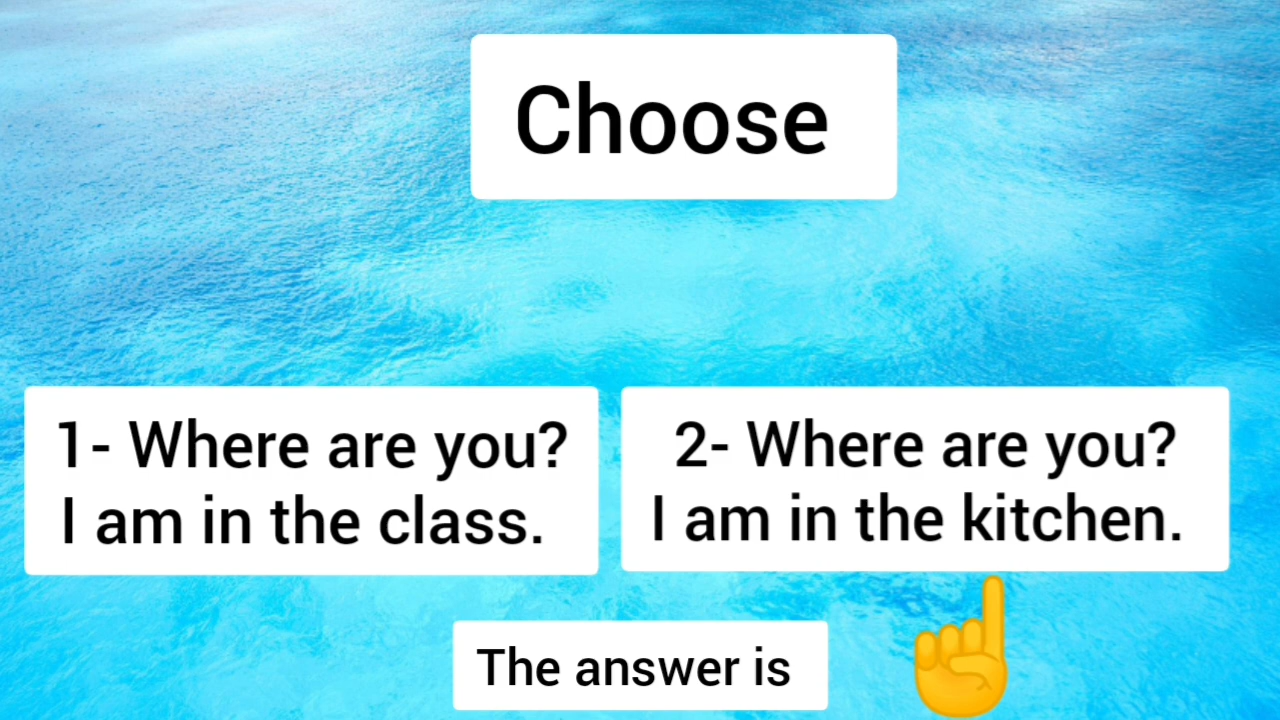 Choose
1- Where are you?
I am in the class.
2- Where are you?
I am in the kitchen.
The answer is